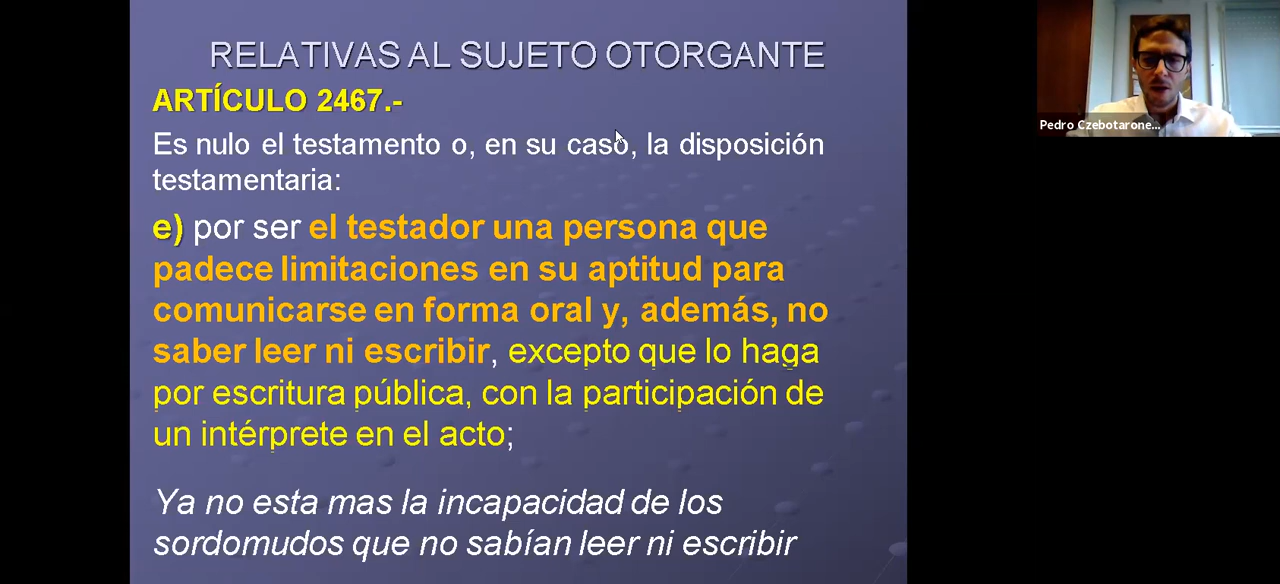 RELATIVAS AL SUJETO OTORGANTE
ARTÍCULO 2467.-
Es nulo el testamento o, en su caso, la disposición
testamentaria:
e) por ser el testador una persona que
padece limitaciones en su aptitud para
comunicarse en forma oral y, además, no
saber leer ni escribir, excepto que lo haga
por escritura pública, con la participación de
un intérprete en el acto;
Ya no esta mas la incapacidad de los
sordomudos que no sabían leer ni escribir
Pedro Czebotarone...